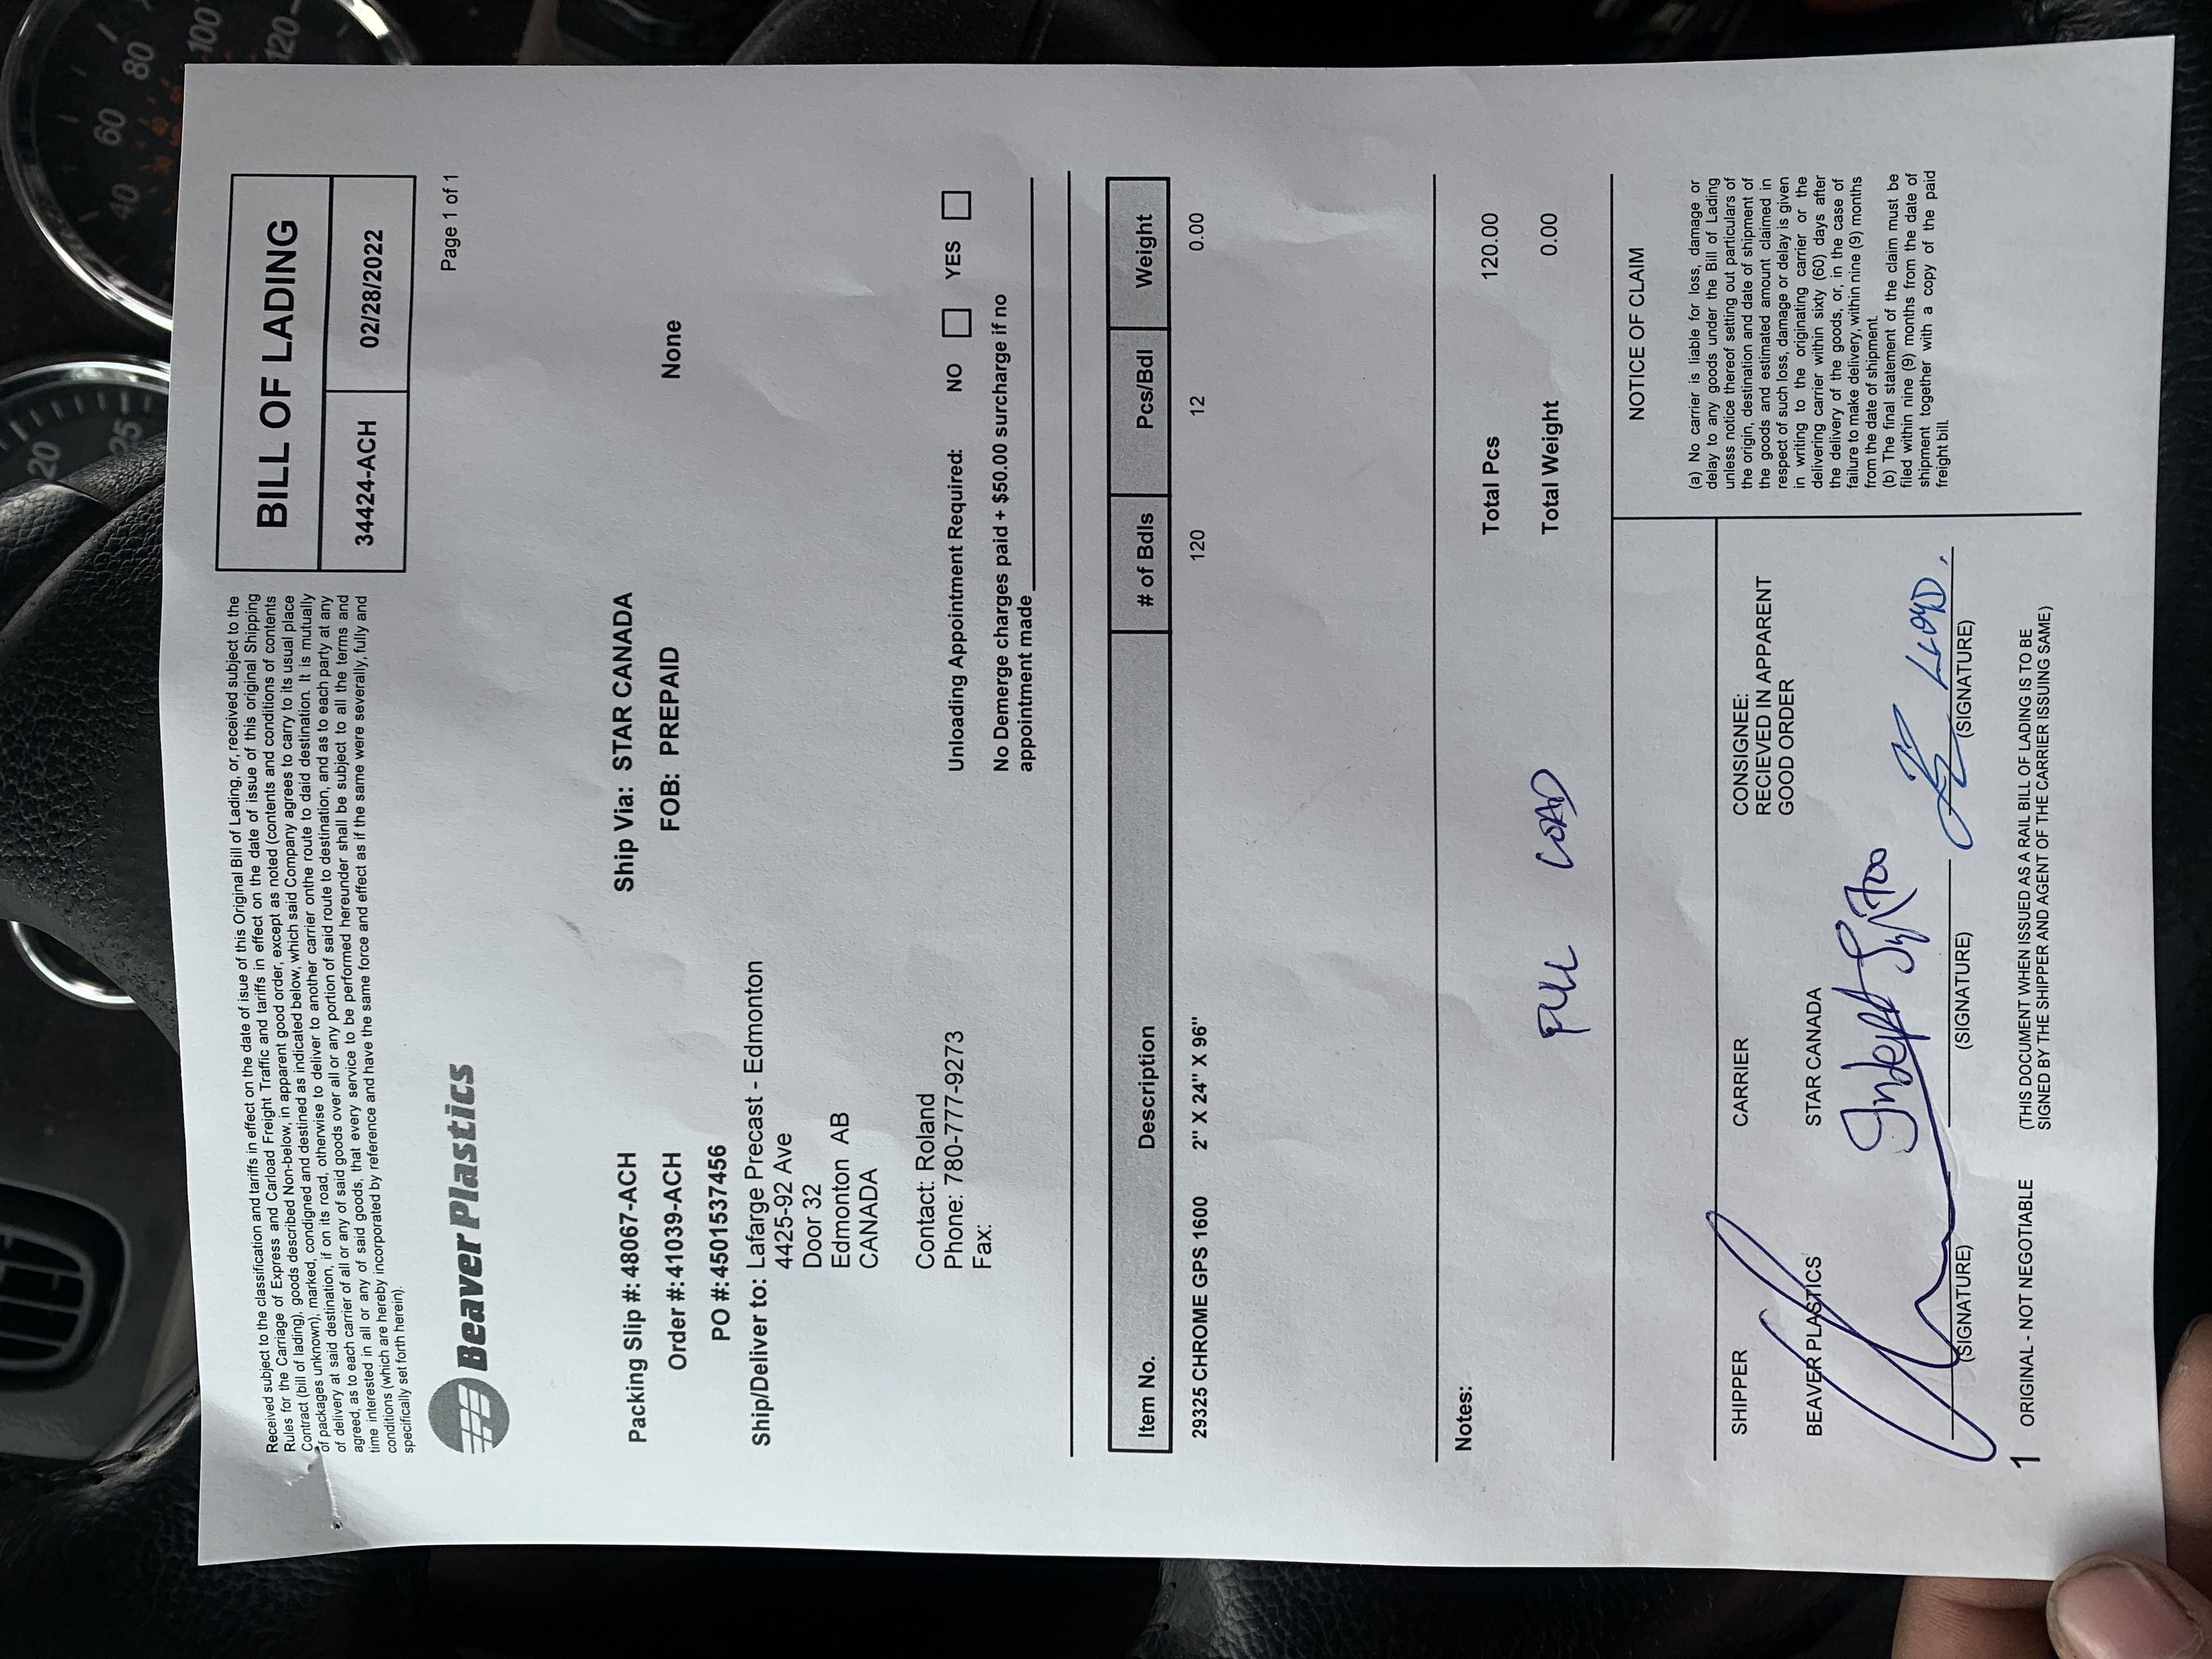 20
25
40
60
80
100
120
Received subject to the classification and tariffs in effect on the date of isue of this Original Bill of Lading, or, received subject to the
Rules for the Carriage of Express and Carload Freight Traffic and tariffs in effect on the date of issue of this original Shipping
Contract (bill of lading), goods described Non-below, in apparent good order, except as noted (contents and conditions of contents
of packages unknown), marked, condigned and destined as indicated below, which said Company agrees to carry to its usual place
of delivery at said destination, if on its road, otherwise to deliver to another carrier onthe route to daid destination. It is mutually
agreed, as to each carrier of all or any of said goods over all or any portion of said route to destination, and as to each party at any
time interested in all or any of said goods, that every service to be performed hereunder shall be subject to all the terms and
conditions (which are hereby incorporated by reference and have the same force and effect as if the same were severally, fully and
specifically set forth herein).
BILL OF LADING
34424-ACH 02/28/2022
Page 1 of 1
Beaver Plastics
Packing Slip #: 48067-ACH
Order #: 41039-ACH
PO #: 4501537456
Ship Via: STAR CANADA
FOB: PREPAID None
Ship/Deliver to: Lafarge Precast - Edmonton
4425-92 Ave
Door 32
Edmonton AB
CANADA
Contact: Roland
Phone: 780-777-9273
Fax:
Unloading Appointment Required: NO YES
No Demerge charges paid + $50.00 surcharge if no
appointment made
Item No. Description # of Bdls Pcs/Bdl Weight
29325 CHROME GPS 1600 2" X 24" X 96" 120 12 0.00
Notes:
FULL LOAD
Total Pcs 120.00
Total Weight 0.00
SHIPPER
BEAVER PLASTICS
(SIGNATURE)
CARRIER
STAR CANADA
(SIGNATURE)
CONSIGNEE:
RECIEVED IN APPARENT
GOOD ORDER
LLOYD.
(SIGNATURE)
NOTICE OF CLAIM
(a) No carrier is liable for loss, damage or
delay to any goods under the Bill of Lading
unless notice thereof setting out particulars of
the origin, destination and date of shipment of
the goods and estimated amount claimed in
respect of such loss, damage or delay is given
in writing to the originating carrier or the
delivering carrier within sixty (60) days after
the delivery of the goods, or, in the case of
failure to make delivery, within nine (9) months
from the date of shipment.
(b) The final statement of the claim must be
filed within nine (9) months from the date of
shipment together with a copy of the paid
freight bill.
1 ORIGINAL - NOT NEGOTIABLE
(THIS DOCUMENT WHEN ISSUED AS A RAIL BILL OF LADING IS TO BE
SIGNED BY THE SHIPPER AND AGENT OF THE CARRIER ISSUING SAME)